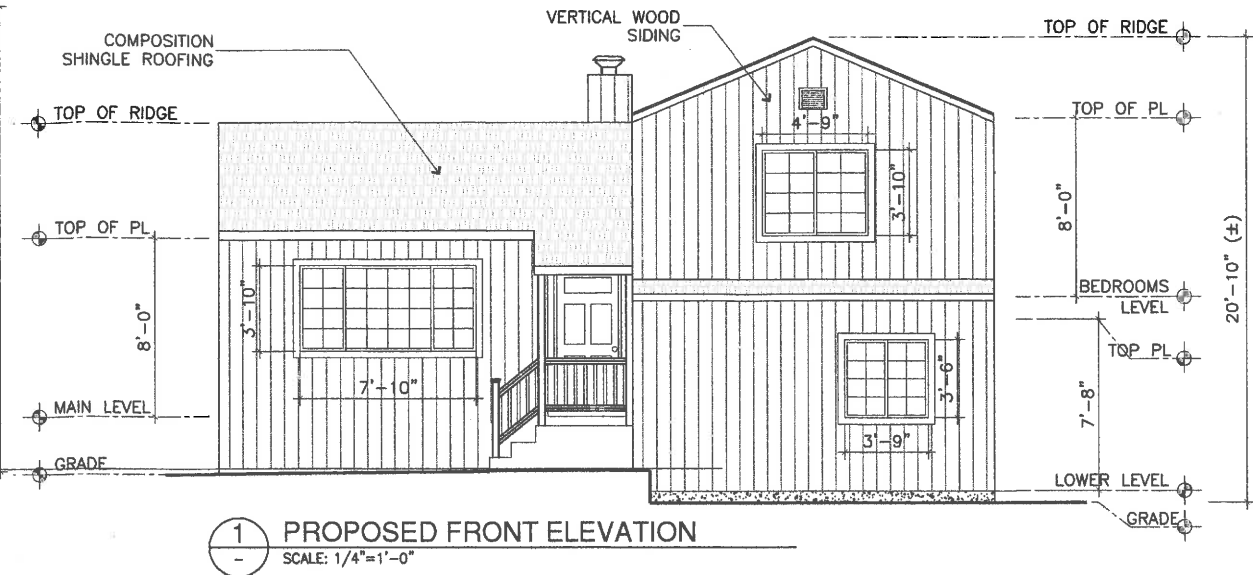 VERTICAL WOOD
SIDING
TOP OF RIDGE
COMPOSITION
SHINGLE ROOFING
TOP OF RIDGE
TOP OF PL
4'-9"
3'-10"
8'-0"
20'-10" (±)
TOP OF PL
3'-10"
8'-0"
7'-10"
BEDROOMS
LEVEL
TOP PL
3'-6"
7'-8"
3'-9"
MAIN LEVEL
GRADE
LOWER LEVEL
GRADE
1
-
PROPOSED FRONT ELEVATION
SCALE: 1/4"=1'-0"